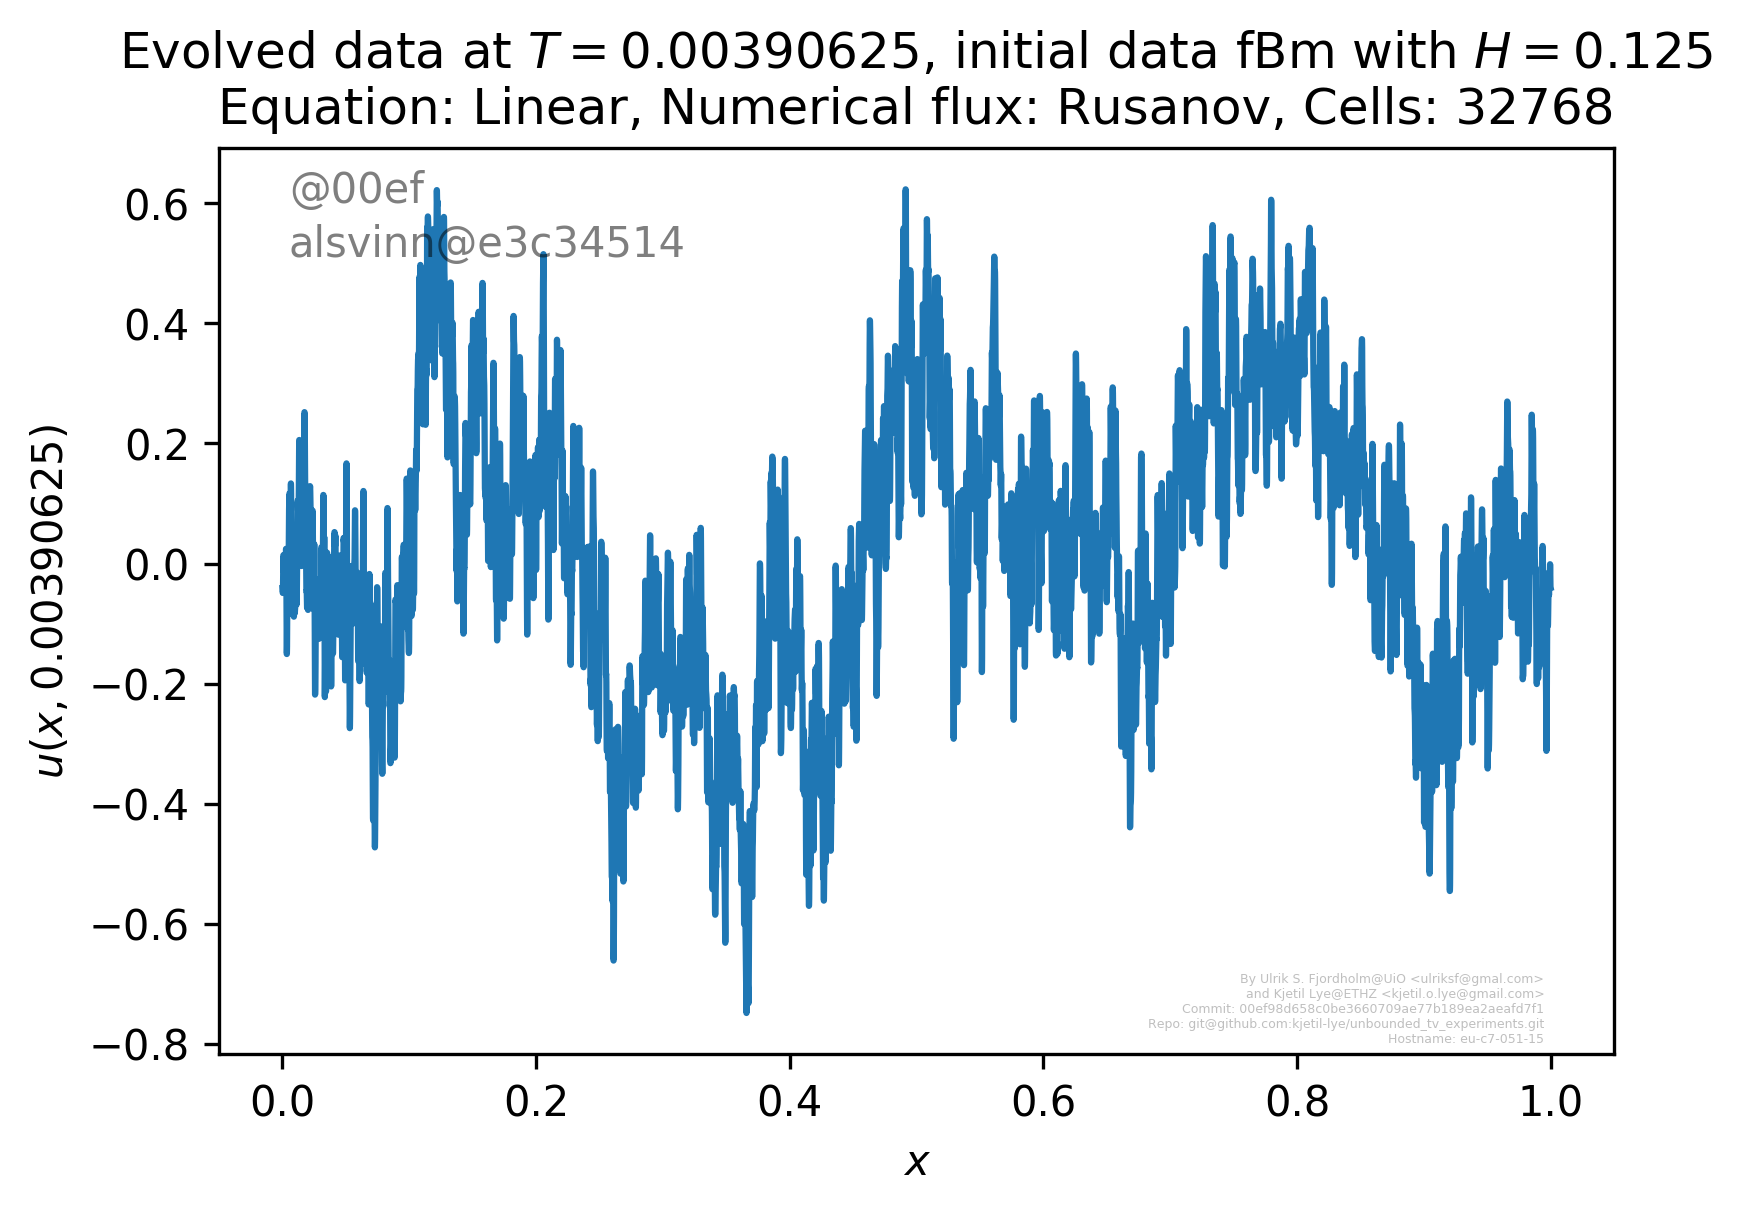 Evolved data at T = 0.00390625, initial data fBm with H = 0.125
Equation: Linear, Numerical flux: Rusanov, Cells: 32768
@00ef
alsvinn@e3c34514
0.6
0.4
0.2
0.0
−0.2
−0.4
−0.6
−0.8
u(x, 0.00390625)
By Ulrik S. Fjordholm@UiO <ulriksf@gmal.com>
and Kjetil Lye@ETHZ <kjetil.o.lye@gmail.com>
Commit: 00ef98d658c0be3660709ae77b189ea2aeafd7f1
Repo: git@github.com:kjetil-lye/unbounded_tv_experiments.git
Hostname: eu-c7-051-15
0.0 0.2 0.4 0.6 0.8 1.0
x